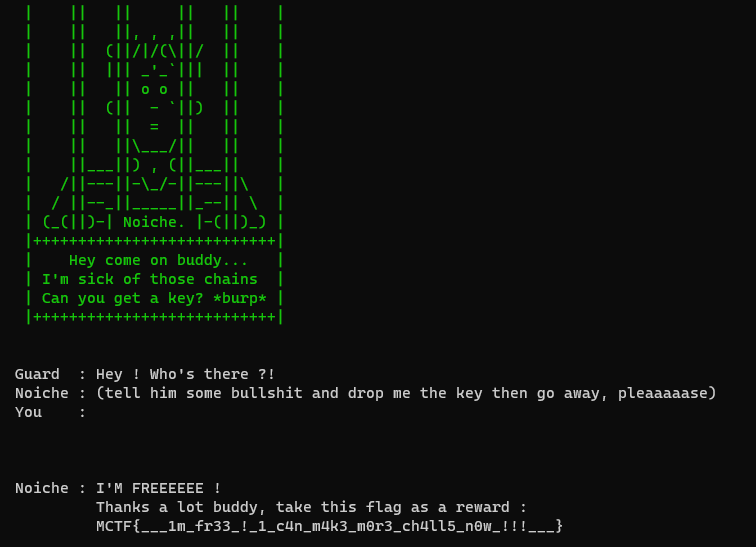 |    ||   ||     ||   ||    |
|    ||   ||, , ,||   ||    |
|    ||  (||/|/(\||/  ||    |
|    ||  ||| _'_`|||  ||    |
|    ||   || o o ||   ||    |
|    ||  (||  - `||)  ||    |
|    ||   ||  =  ||   ||    |
|    ||   ||\___/||   ||    |
|    ||___||) , (||___||    |
|   /||---||-\_/-||---||\   |
|  / ||--_||_____||_--|| \  |
| (_(||)-| Noiche. |-(||)_) |
|+++++++++++++++++++++++++++|
|    Hey come on buddy...   |
| I'm sick of those chains  |
| Can you get a key? *burp* |
|+++++++++++++++++++++++++++|
Guard  : Hey ! Who's there ?!
Noiche : (tell him some bullshit and drop me the key then go away, pleaaaaase)
You    :
Noiche : I'M FREEEEEE !
Thanks a lot buddy, take this flag as a reward :
MCTF{___1m_fr33_!_1_c4n_m4k3_m0r3_ch4ll5_n0w_!!!___}